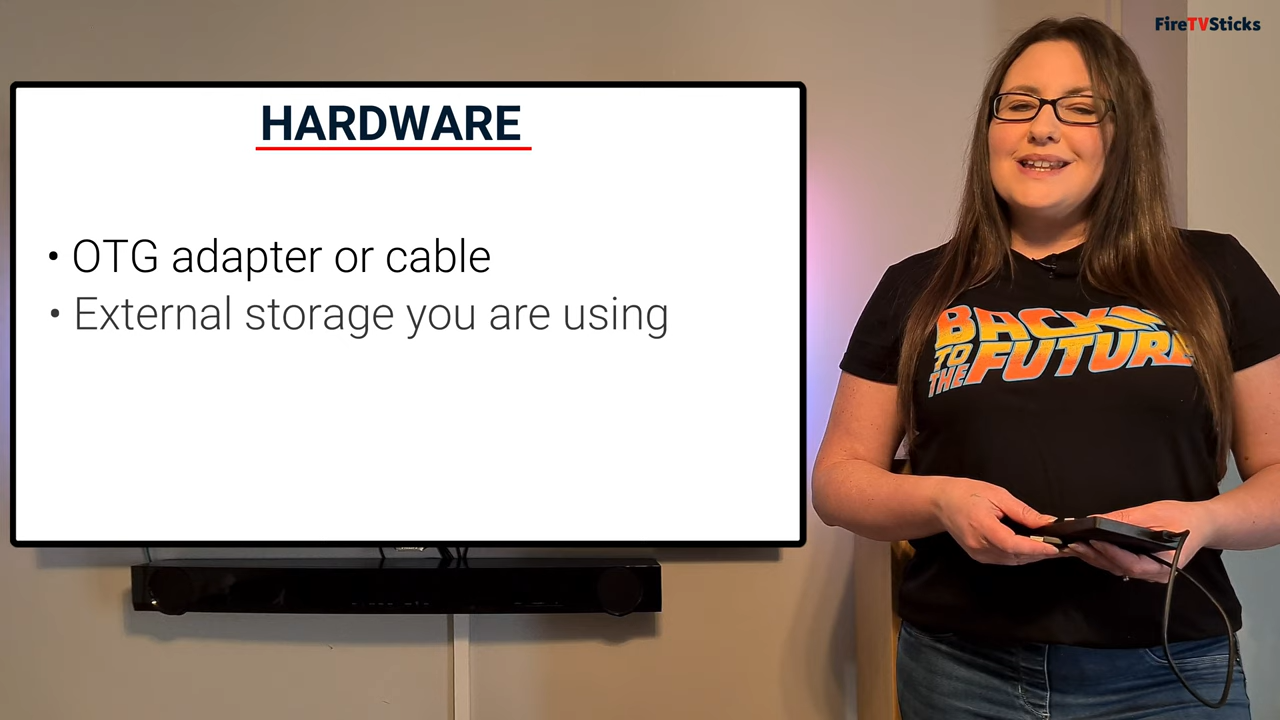 FireTVSticks
HARDWARE
• OTG adapter or cable
• External storage you are using
BACK
TO
THE FUTURE